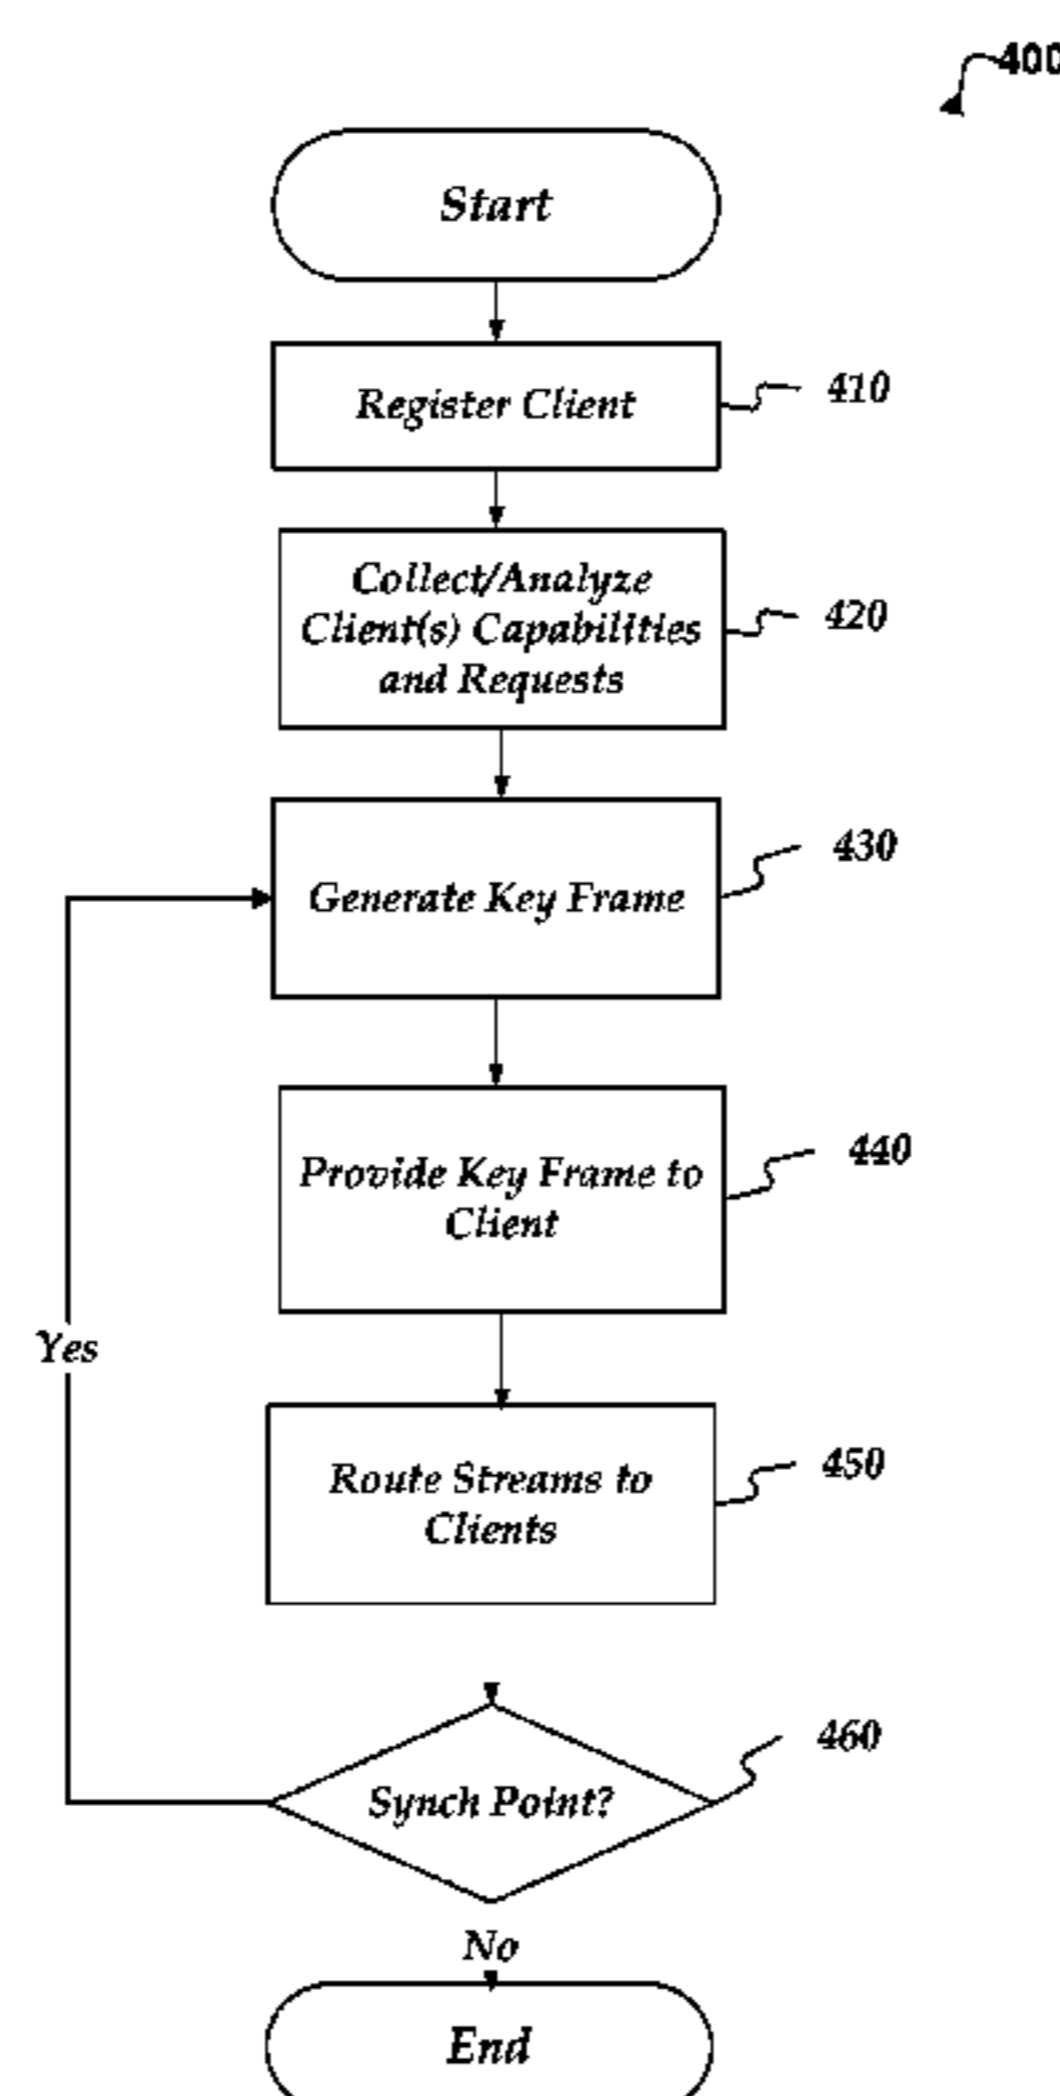 400
Start
Register Client
410
Collect/Analyze
Client(s) Capabilities
and Requests
420
Generate Key Frame
430
Provide Key Frame to
Client
440
Yes
Route Streams to
Clients
450
Synch Point?
460
No
End